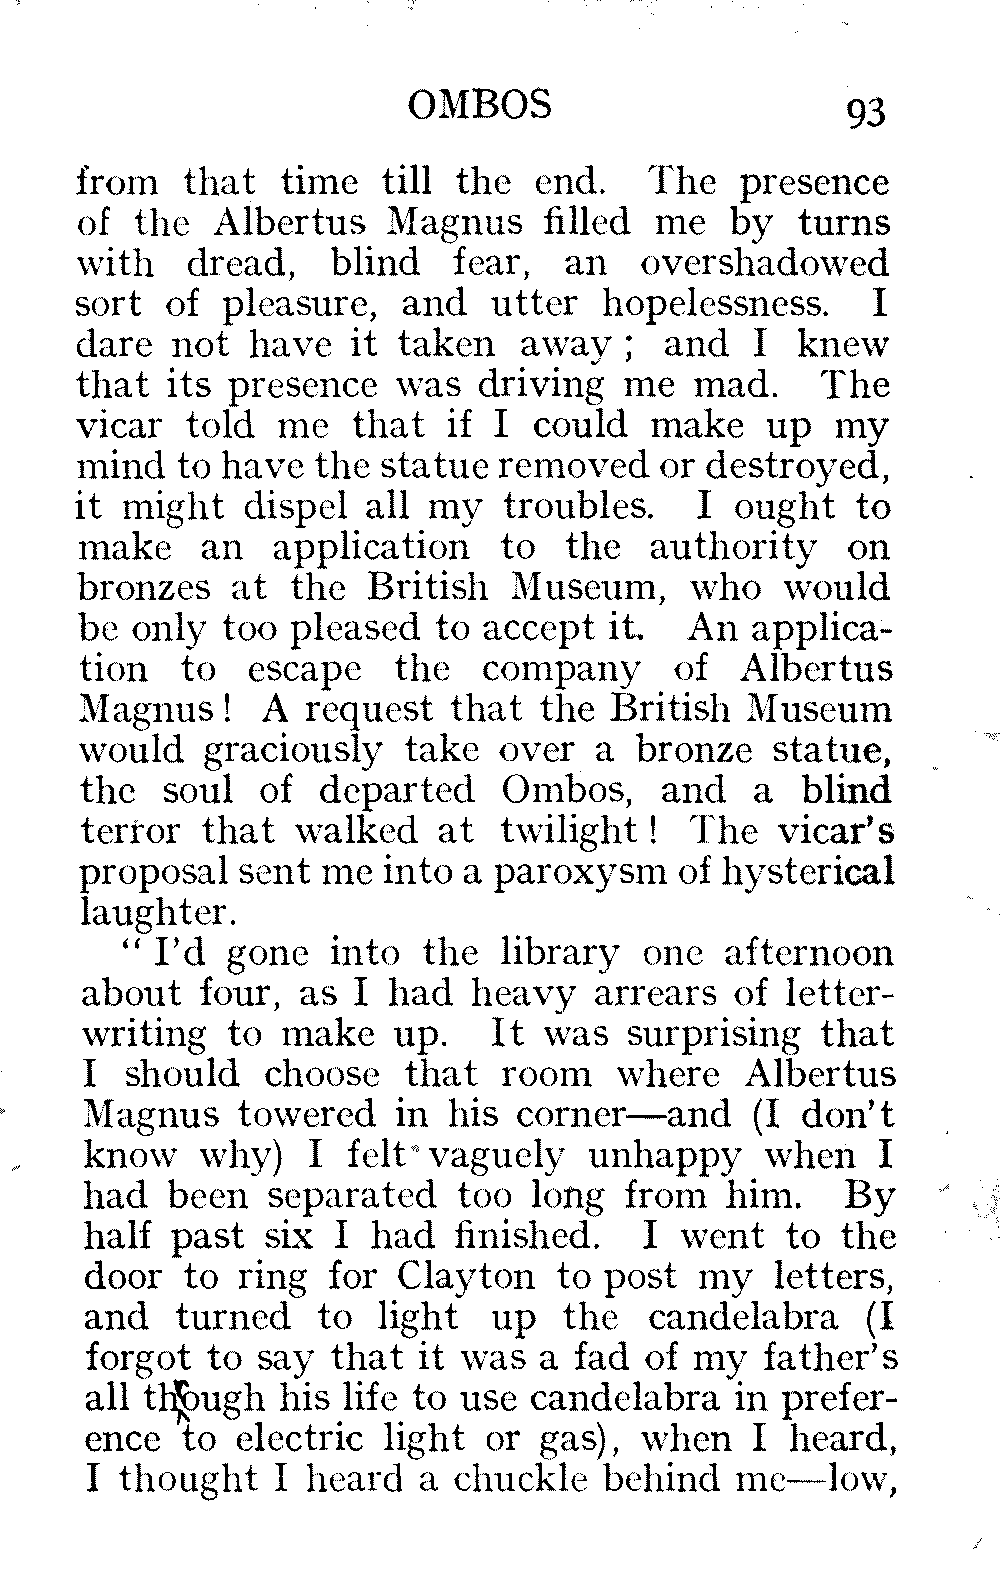 OMBOS 93
from that time till the end. The presence
of the Albertus Magnus filled me by turns
with dread, blind fear, an overshadowed
sort of pleasure, and utter hopelessness. I
dare not have it taken away ; and I knew
that its presence was driving me mad. The
vicar told me that if I could make up my
mind to have the statue removed or destroyed,
it might dispel all my troubles. I ought to
make an application to the authority on
bronzes at the British Museum, who would
be only too pleased to accept it. An applica-
tion to escape the company of Albertus
Magnus ! A request that the British Museum
would graciously take over a bronze statue,
the soul of departed Ombos, and a blind
terror that walked at twilight ! The vicar's
proposal sent me into a paroxysm of hysterical
laughter.
“ I'd gone into the library one afternoon
about four, as I had heavy arrears of letter-
writing to make up. It was surprising that
I should choose that room where Albertus
Magnus towered in his corner—and (I don't
know why) I felt vaguely unhappy when I
had been separated too long from him. By
half past six I had finished. I went to the
door to ring for Clayton to post my letters,
and turned to light up the candelabra (I
forgot to say that it was a fad of my father's
all though his life to use candelabra in prefer-
ence to electric light or gas), when I heard,
I thought I heard a chuckle behind me—low,